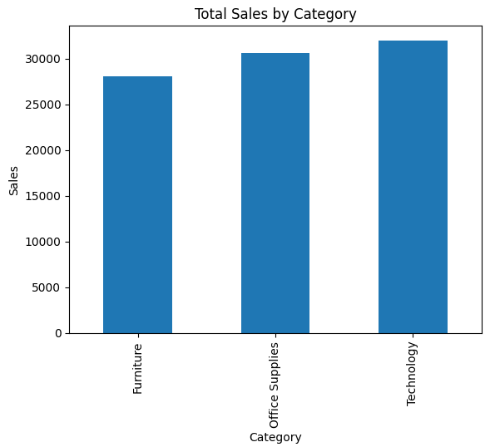 Total Sales by Category
30000
25000
20000
15000
10000
5000
0
Sales
Furniture
Office Supplies
Technology
Category